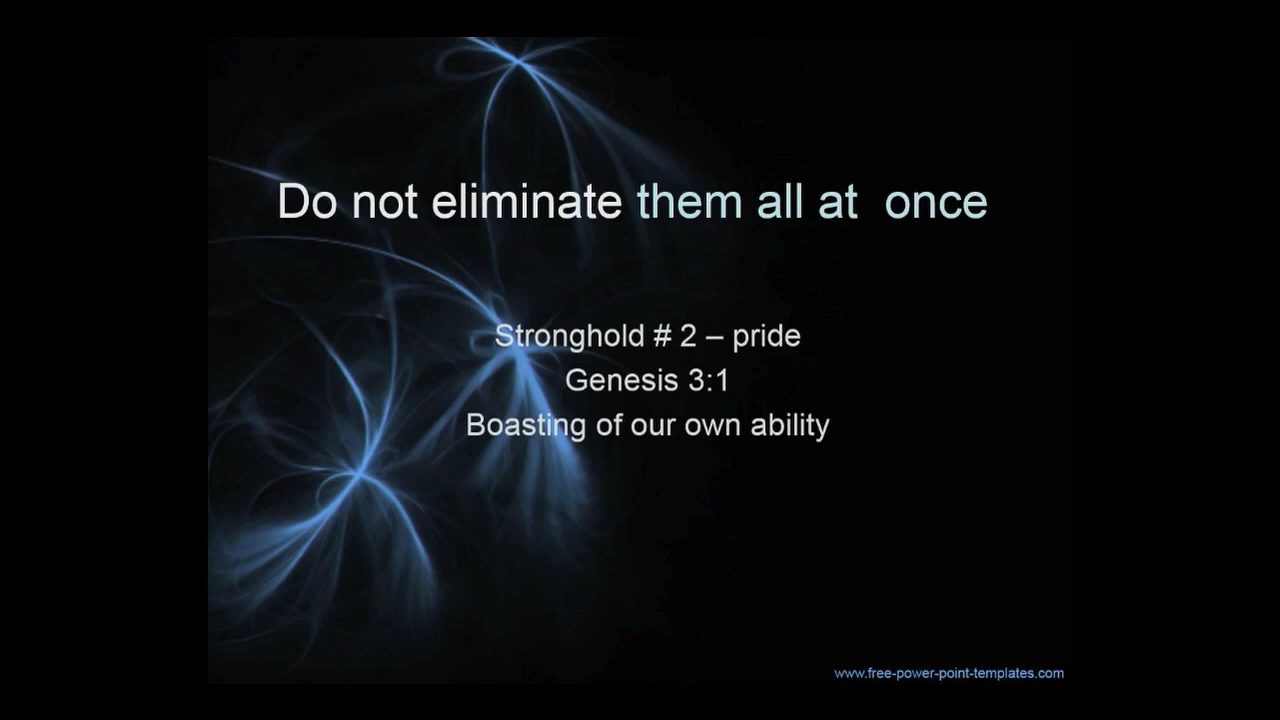 Do not eliminate them all at  once
Stronghold # 2 – pride
Genesis 3:1
Boasting of our own ability
www.free-power-point-templates.com